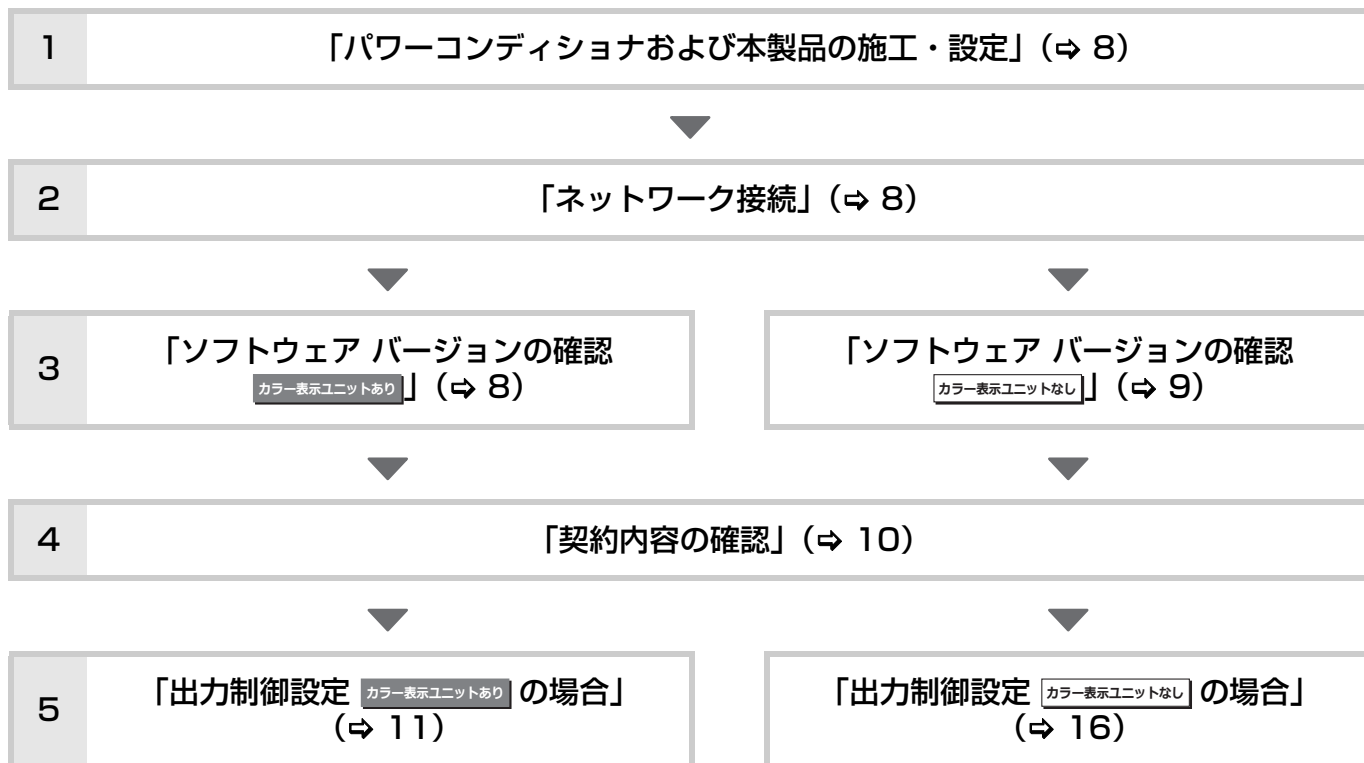 1
「パワーコンディショナおよび本製品の施工・設定」(⇨ 8)
2
「ネットワーク接続」(⇨ 8)
3
「ソフトウェア バージョンの確認
カラー表示ユニットあり」(⇨ 8)
「ソフトウェア バージョンの確認
カラー表示ユニットなし」(⇨ 9)
4
「契約内容の確認」(⇨ 10)
5
「出力制御設定 カラー表示ユニットあり の場合」
(⇨ 11)
「出力制御設定 カラー表示ユニットなし の場合」
(⇨ 16)